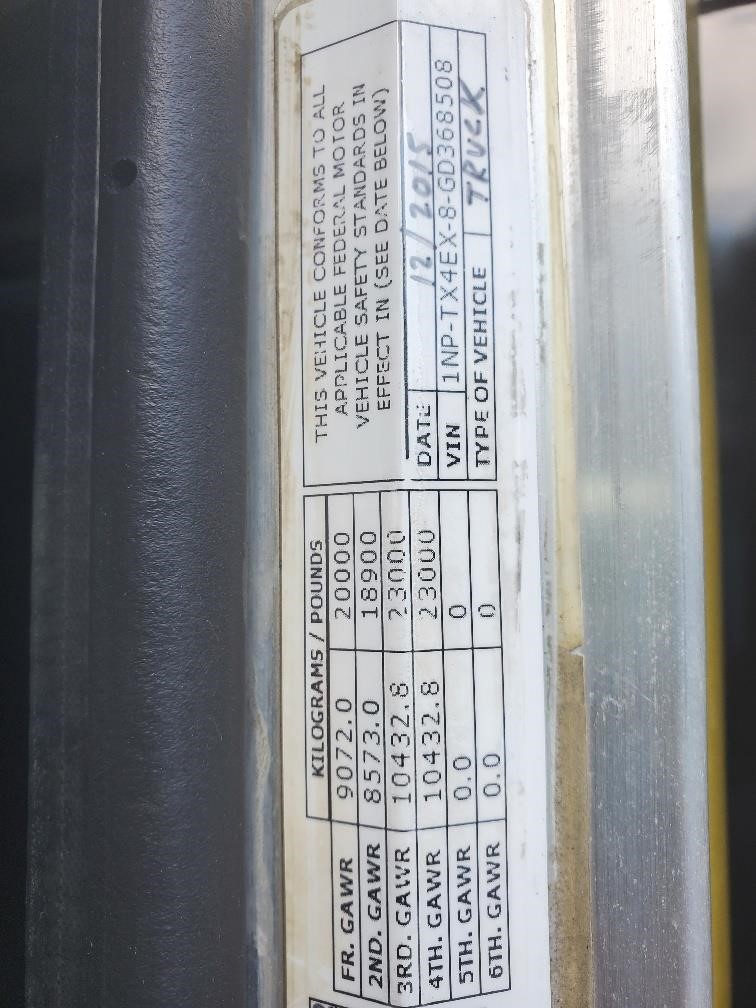 KILOGRAMS / POUNDS
FR. GAWR 9072.0 20000
2ND. GAWR 8573.0 18900
3RD. GAWR 10432.8 23000
4TH. GAWR 10432.8 23000
5TH. GAWR 0.0 0
6TH. GAWR 0.0 0
THIS VEHICLE CONFORMS TO ALL
APPLICABLE FEDERAL MOTOR
VEHICLE SAFETY STANDARDS IN
EFFECT IN (SEE DATE BELOW)
DATE 12/2015
VIN 1NP-TX4EX-8-GD368508
TYPE OF VEHICLE TRUCK